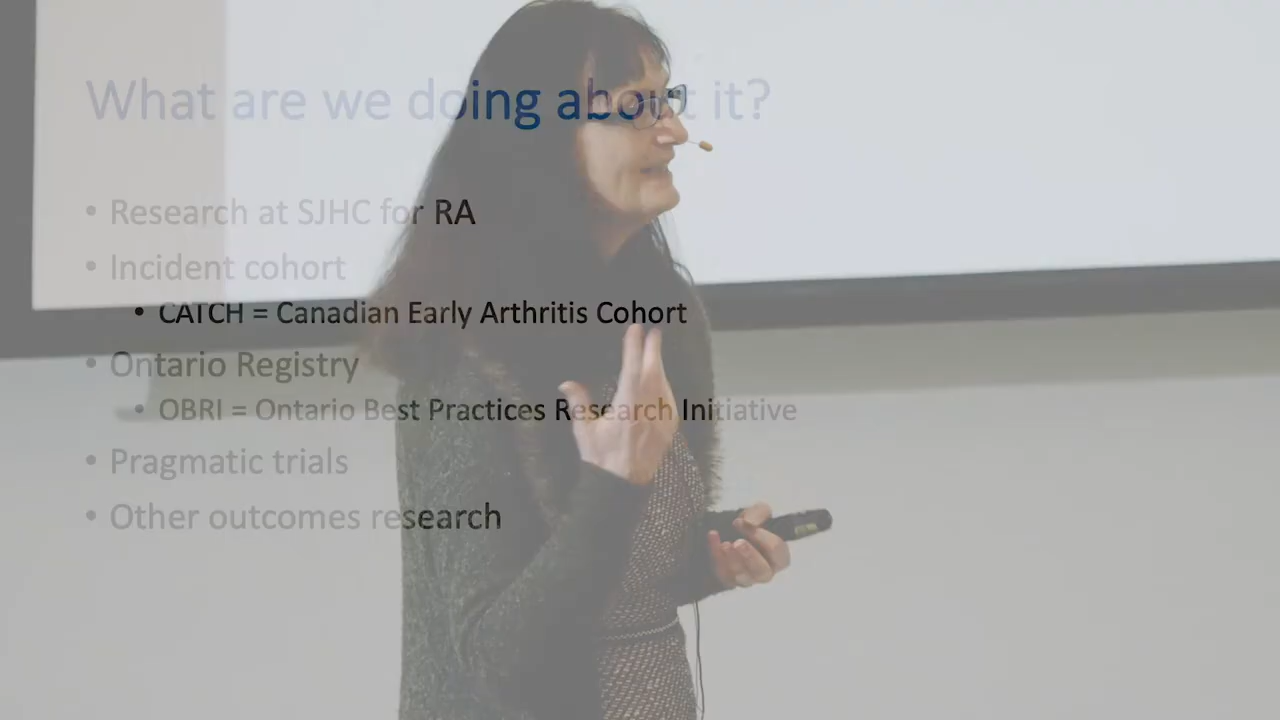 What are we doing about it?
• Research at SJHC for RA
• Incident cohort
• CATCH = Canadian Early Arthritis Cohort
• Ontario Registry
• OBRI = Ontario Best Practices Research Initiative
• Pragmatic trials
• Other outcomes research